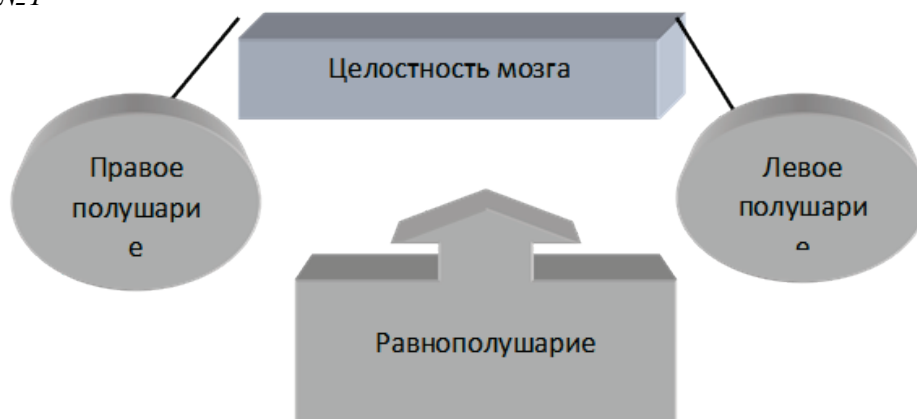 Целостность мозга
Правое
полушари
е
Левое
полушари
е
Равнополушарие